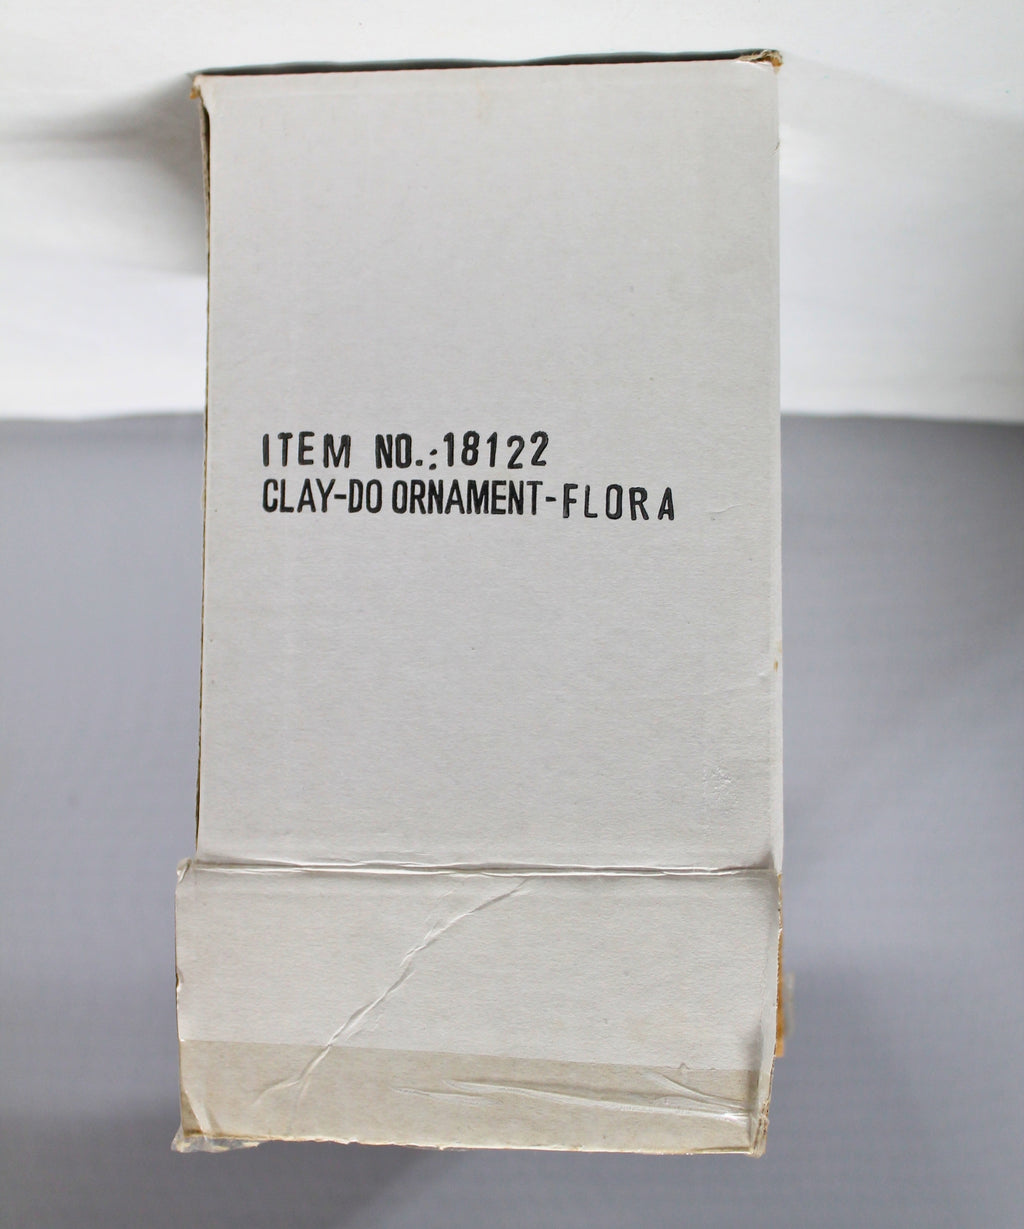 ITEM NO.:18122
CLAY-DO ORNAMENT-FLORA